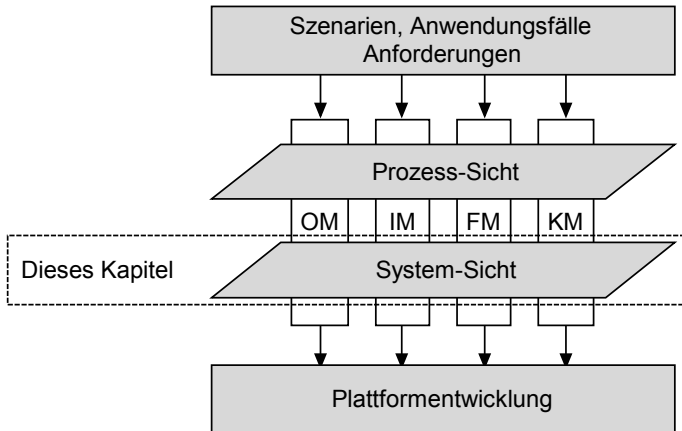 Szenarien, Anwendungsfälle
Anforderungen
Prozess-Sicht
OM IM FM KM
Dieses Kapitel System-Sicht
Plattformentwicklung